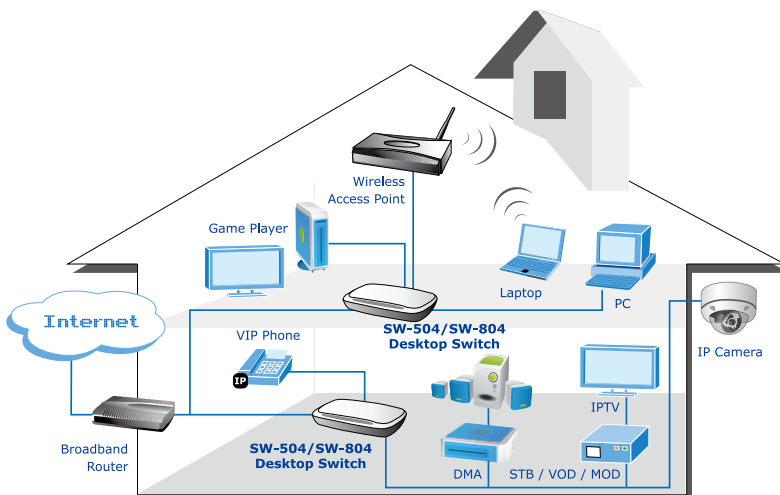 Wireless
Access Point
Game Player
Laptop
PC
Internet
SW-504/SW-804
Desktop Switch
VIP Phone
IP Camera
IP
IPTV
Broadband
Router
SW-504/SW-804
Desktop Switch
DMA
STB / VOD / MOD